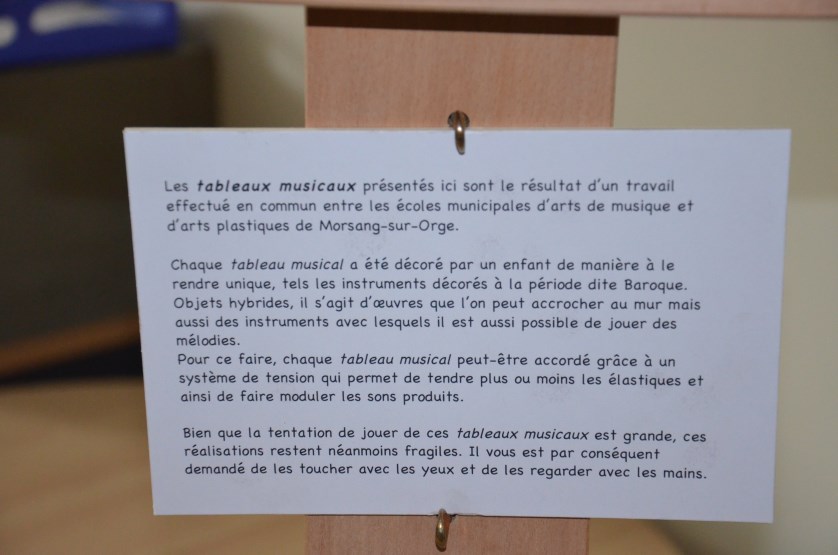 Les tableaux musicaux présentés ici sont le résultat d'un travail
effectué en commun entre les écoles municipales d'arts de musique et
d'arts plastiques de Morsang-sur-Orge.
Chaque tableau musical a été décoré par un enfant de manière à le
rendre unique, tels les instruments décorés à la période dite Baroque.
Objets hybrides, il s'agit d'œuvres que l'on peut accrocher au mur mais
aussi des instruments avec lesquels il est aussi possible de jouer des
mélodies.
Pour ce faire, chaque tableau musical peut-être accordé grâce à un
système de tension qui permet de tendre plus ou moins les élastiques et
ainsi de faire moduler les sons produits.
Bien que la tentation de jouer de ces tableaux musicaux est grande, ces
réalisations restent néanmoins fragiles. Il vous est par conséquent
demandé de les toucher avec les yeux et de les regarder avec les mains.